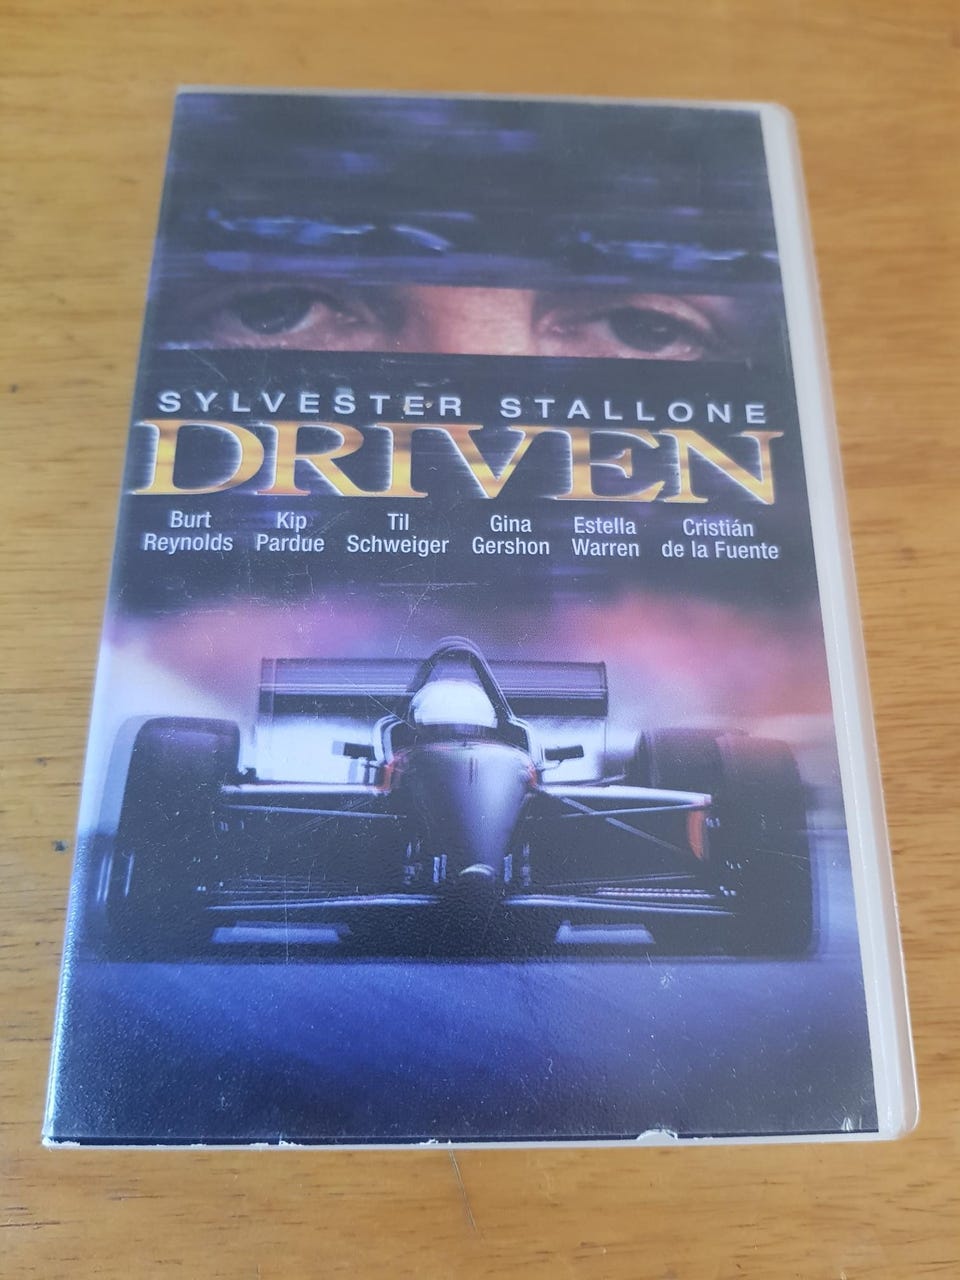 SYLVESTER STALLONE
DRIVEN
Burt Reynolds
Kip Pardue
Til Schweiger
Gina Gershon
Estella Warren
Cristián de la Fuente